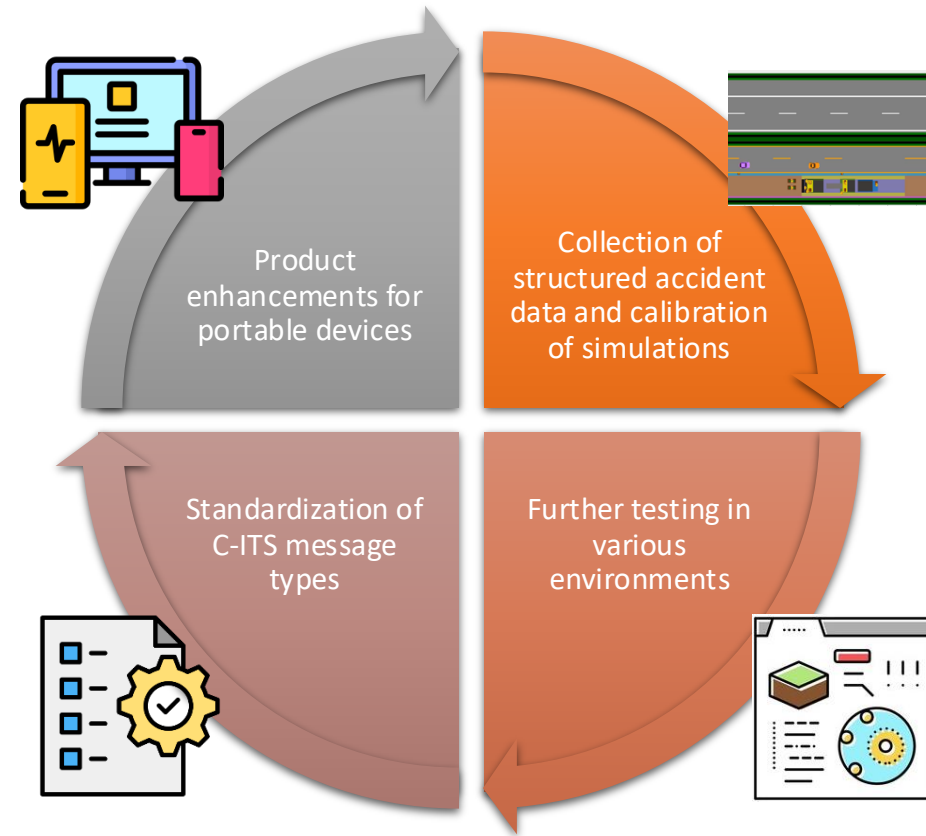 Product
enhancements for
portable devices
Collection of
structured accident
data and calibration
of simulations
Standardization of
C-ITS message
types
Further testing in
various
environments